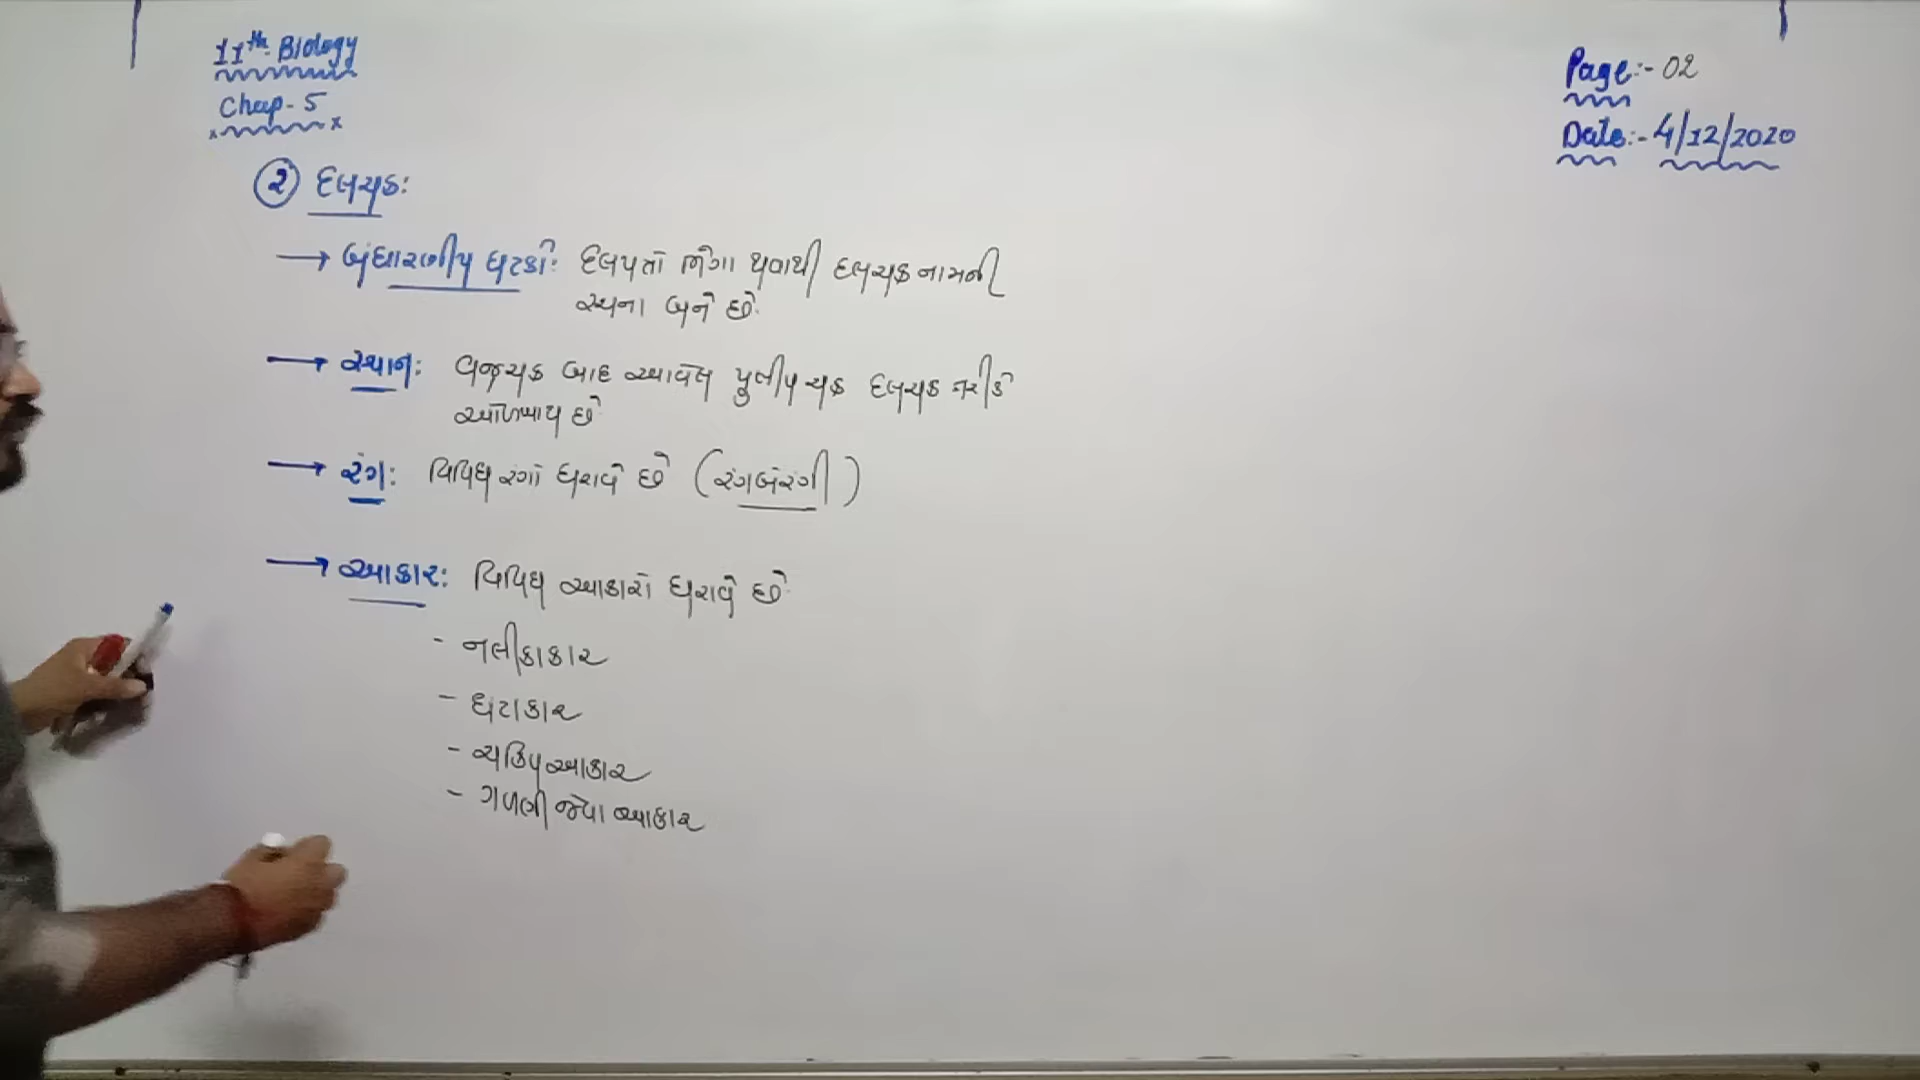 11th Biology
Chap - 5
Page:- 02
Date:- 4/12/2020
(૨) દલચક્ર:
→ બંધારણીય ઘટકો: દલપત્રો ભેગા થવાથી દલચક્ર નામની
રચના બને છે.
→ સ્થાન: વજ્રચક્ર બાદ આવેલ પુષ્પીય ચક્ર દલચક્ર તરીકે
ઓળખાય છે
→ રંગ: વિવિધ રંગો ધરાવે છે (રંગબેરંગી)
→ આકાર: વિવિધ આકારો ધરાવે છે
- નલીકાકાર
- ઘંટાકાર
- ચક્રિય આકાર
- ગળણી જેવા આકાર